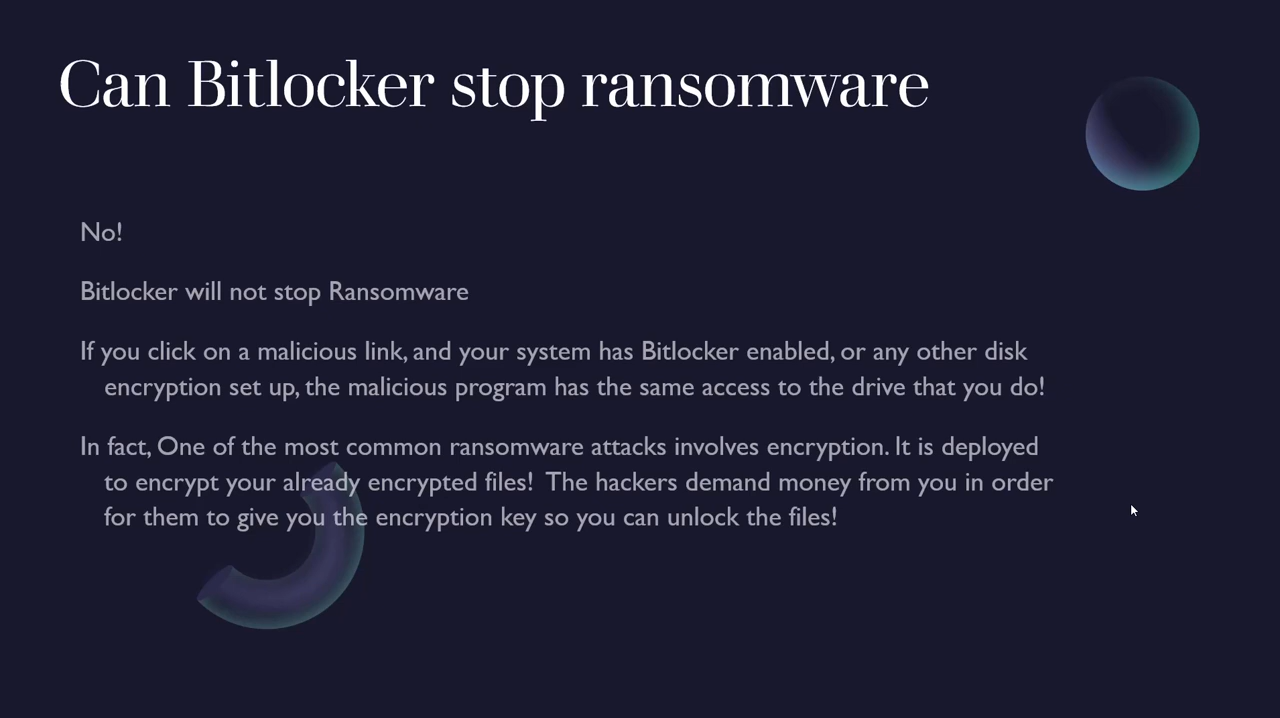 Can Bitlocker stop ransomware
No!
Bitlocker will not stop Ransomware
If you click on a malicious link, and your system has Bitlocker enabled, or any other disk
encryption set up, the malicious program has the same access to the drive that you do!
In fact, One of the most common ransomware attacks involves encryption. It is deployed
to encrypt your already encrypted files!  The hackers demand money from you in order
for them to give you the encryption key so you can unlock the files!